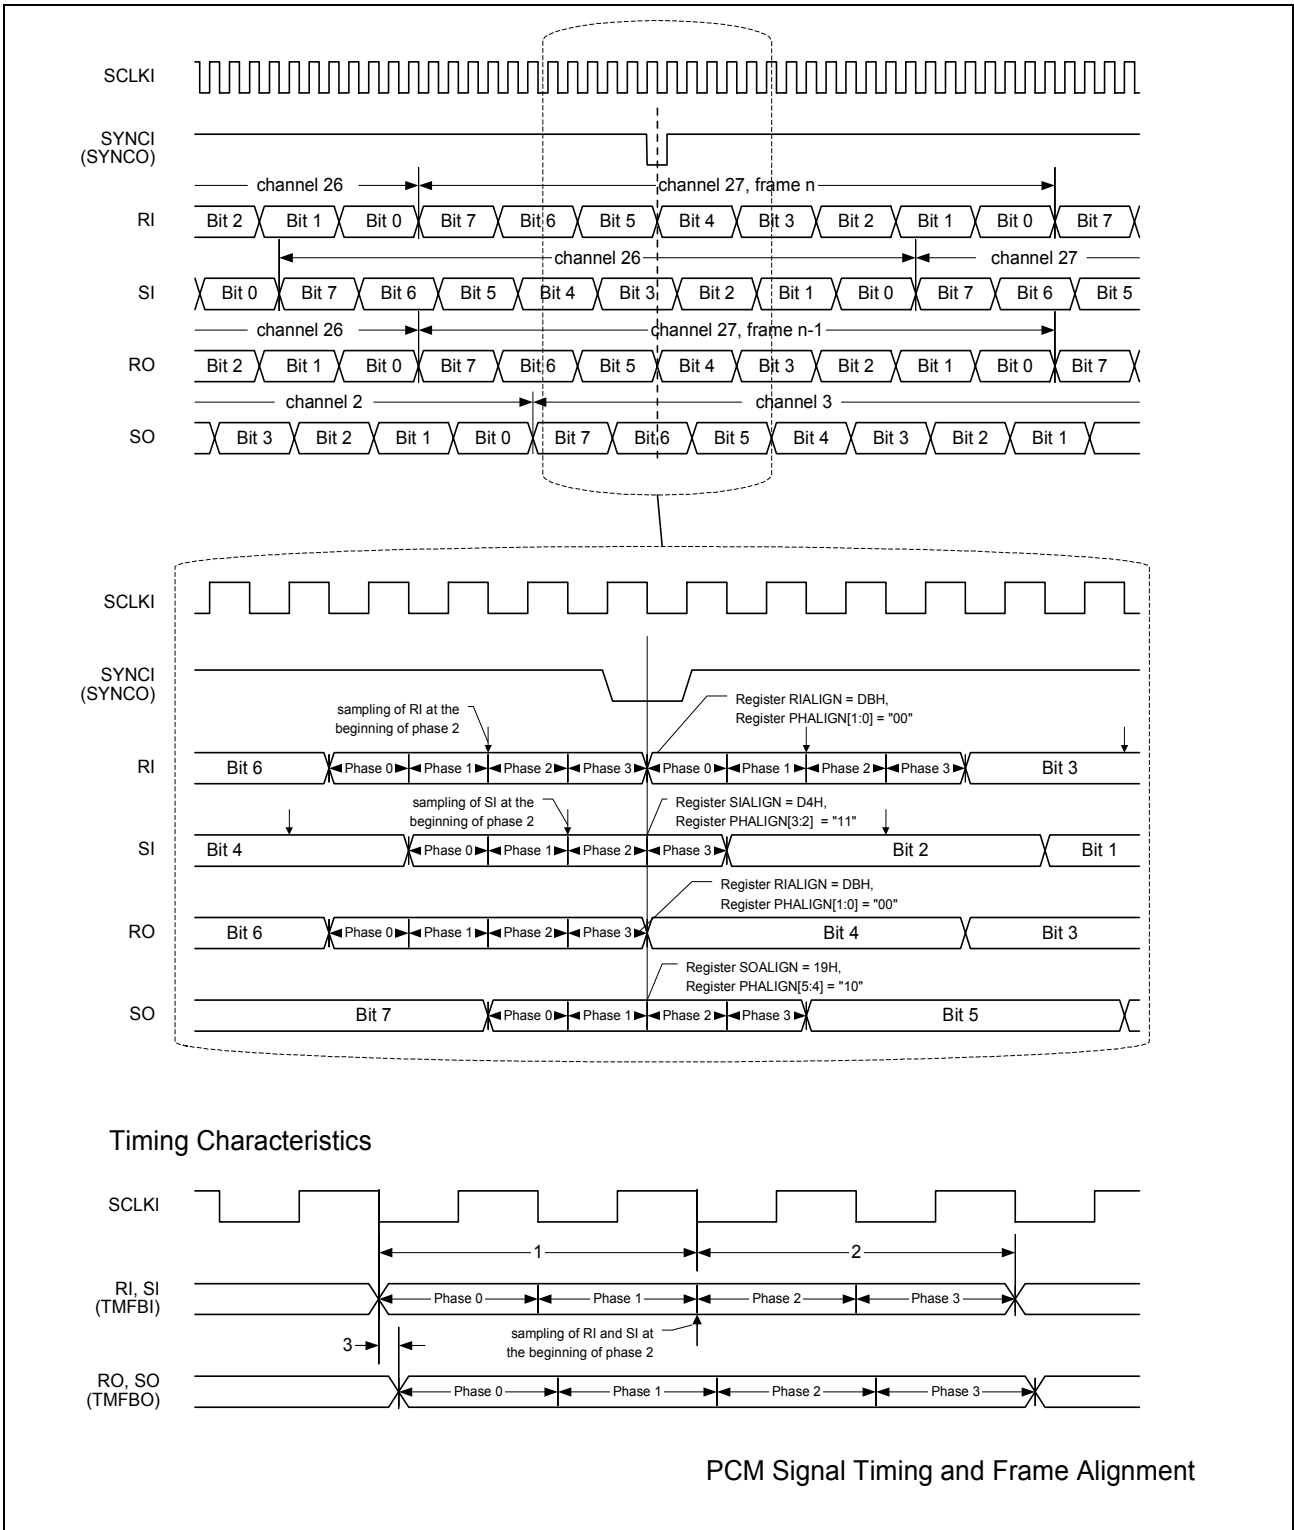 SCLKI
SYNCI
(SYNCO)
channel 26 channel 27, frame n
RI Bit 2 Bit 1 Bit 0 Bit 7 Bit 6 Bit 5 Bit 4 Bit 3 Bit 2 Bit 1 Bit 0 Bit 7
channel 26 channel 27
SI Bit 0 Bit 7 Bit 6 Bit 5 Bit 4 Bit 3 Bit 2 Bit 1 Bit 0 Bit 7 Bit 6 Bit 5
channel 26 channel 27, frame n-1
RO Bit 2 Bit 1 Bit 0 Bit 7 Bit 6 Bit 5 Bit 4 Bit 3 Bit 2 Bit 1 Bit 0 Bit 7
channel 2 channel 3
SO Bit 3 Bit 2 Bit 1 Bit 0 Bit 7 Bit 6 Bit 5 Bit 4 Bit 3 Bit 2 Bit 1
SCLKI
SYNCI
(SYNCO)
sampling of RI at the
beginning of phase 2
Register RIALIGN = DBH,
Register PHALIGN[1:0] = "00"
RI Bit 6 Phase 0 Phase 1 Phase 2 Phase 3 Phase 0 Phase 1 Phase 2 Phase 3 Bit 3
sampling of SI at the
beginning of phase 2
Register SIALIGN = D4H,
Register PHALIGN[3:2] = "11"
SI Bit 4 Phase 0 Phase 1 Phase 2 Phase 3 Bit 2 Bit 1
Register RIALIGN = DBH,
Register PHALIGN[1:0] = "00"
RO Bit 6 Phase 0 Phase 1 Phase 2 Phase 3 Bit 4 Bit 3
Register SOALIGN = 19H,
Register PHALIGN[5:4] = "10"
SO Bit 7 Phase 0 Phase 1 Phase 2 Phase 3 Bit 5
Timing Characteristics
SCLKI
1 2
RI, SI
(TMFBI)
Phase 0 Phase 1 Phase 2 Phase 3
3
sampling of RI and SI at
the beginning of phase 2
RO, SO
(TMFBO)
Phase 0 Phase 1 Phase 2 Phase 3
PCM Signal Timing and Frame Alignment